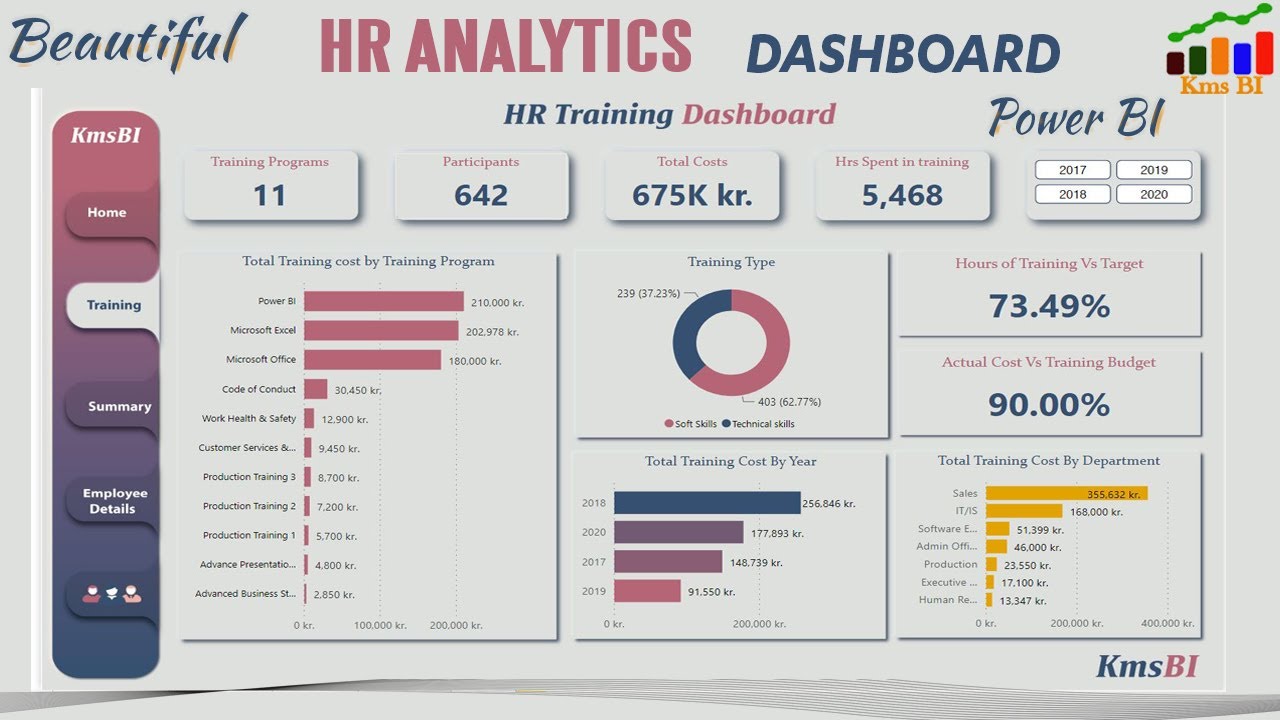 Beautiful HR ANALYTICS DASHBOARD
Kms BI
HR Training Dashboard
Power BI
KmsBI
Home
Training
Summary
Employee
Details
Training Programs
11
Participants
642
Total Costs
675K kr.
Hrs Spent in training
5,468
2017 2019
2018 2020
Total Training cost by Training Program
Power BI 210,000 kr.
Microsoft Excel 202,978 kr.
Microsoft Office 180,000 kr.
Code of Conduct 30,450 kr.
Work Health & Safety 12,900 kr.
Customer Services &... 9,450 kr.
Production Training 3 8,700 kr.
Production Training 2 7,200 kr.
Production Training 1 5,700 kr.
Advance Presentatio... 4,800 kr.
Advanced Business St... 2,850 kr.
0 kr. 100,000 kr. 200,000 kr.
Training Type
239 (37.23%)
403 (62.77%)
Soft Skills Technical skills
Hours of Training Vs Target
73.49%
Actual Cost Vs Training Budget
90.00%
Total Training Cost By Year
2018 256,846 kr.
2020 177,893 kr.
2017 148,739 kr.
2019 91,550 kr.
0 kr. 200,000 kr.
Total Training Cost By Department
Sales 355,632 kr.
IT/IS 168,000 kr.
Software E... 51,399 kr.
Admin Offi... 46,000 kr.
Production 23,550 kr.
Executive ... 17,100 kr.
Human Re... 13,347 kr.
0 kr. 200,000 kr. 400,000 kr.
KmsBI